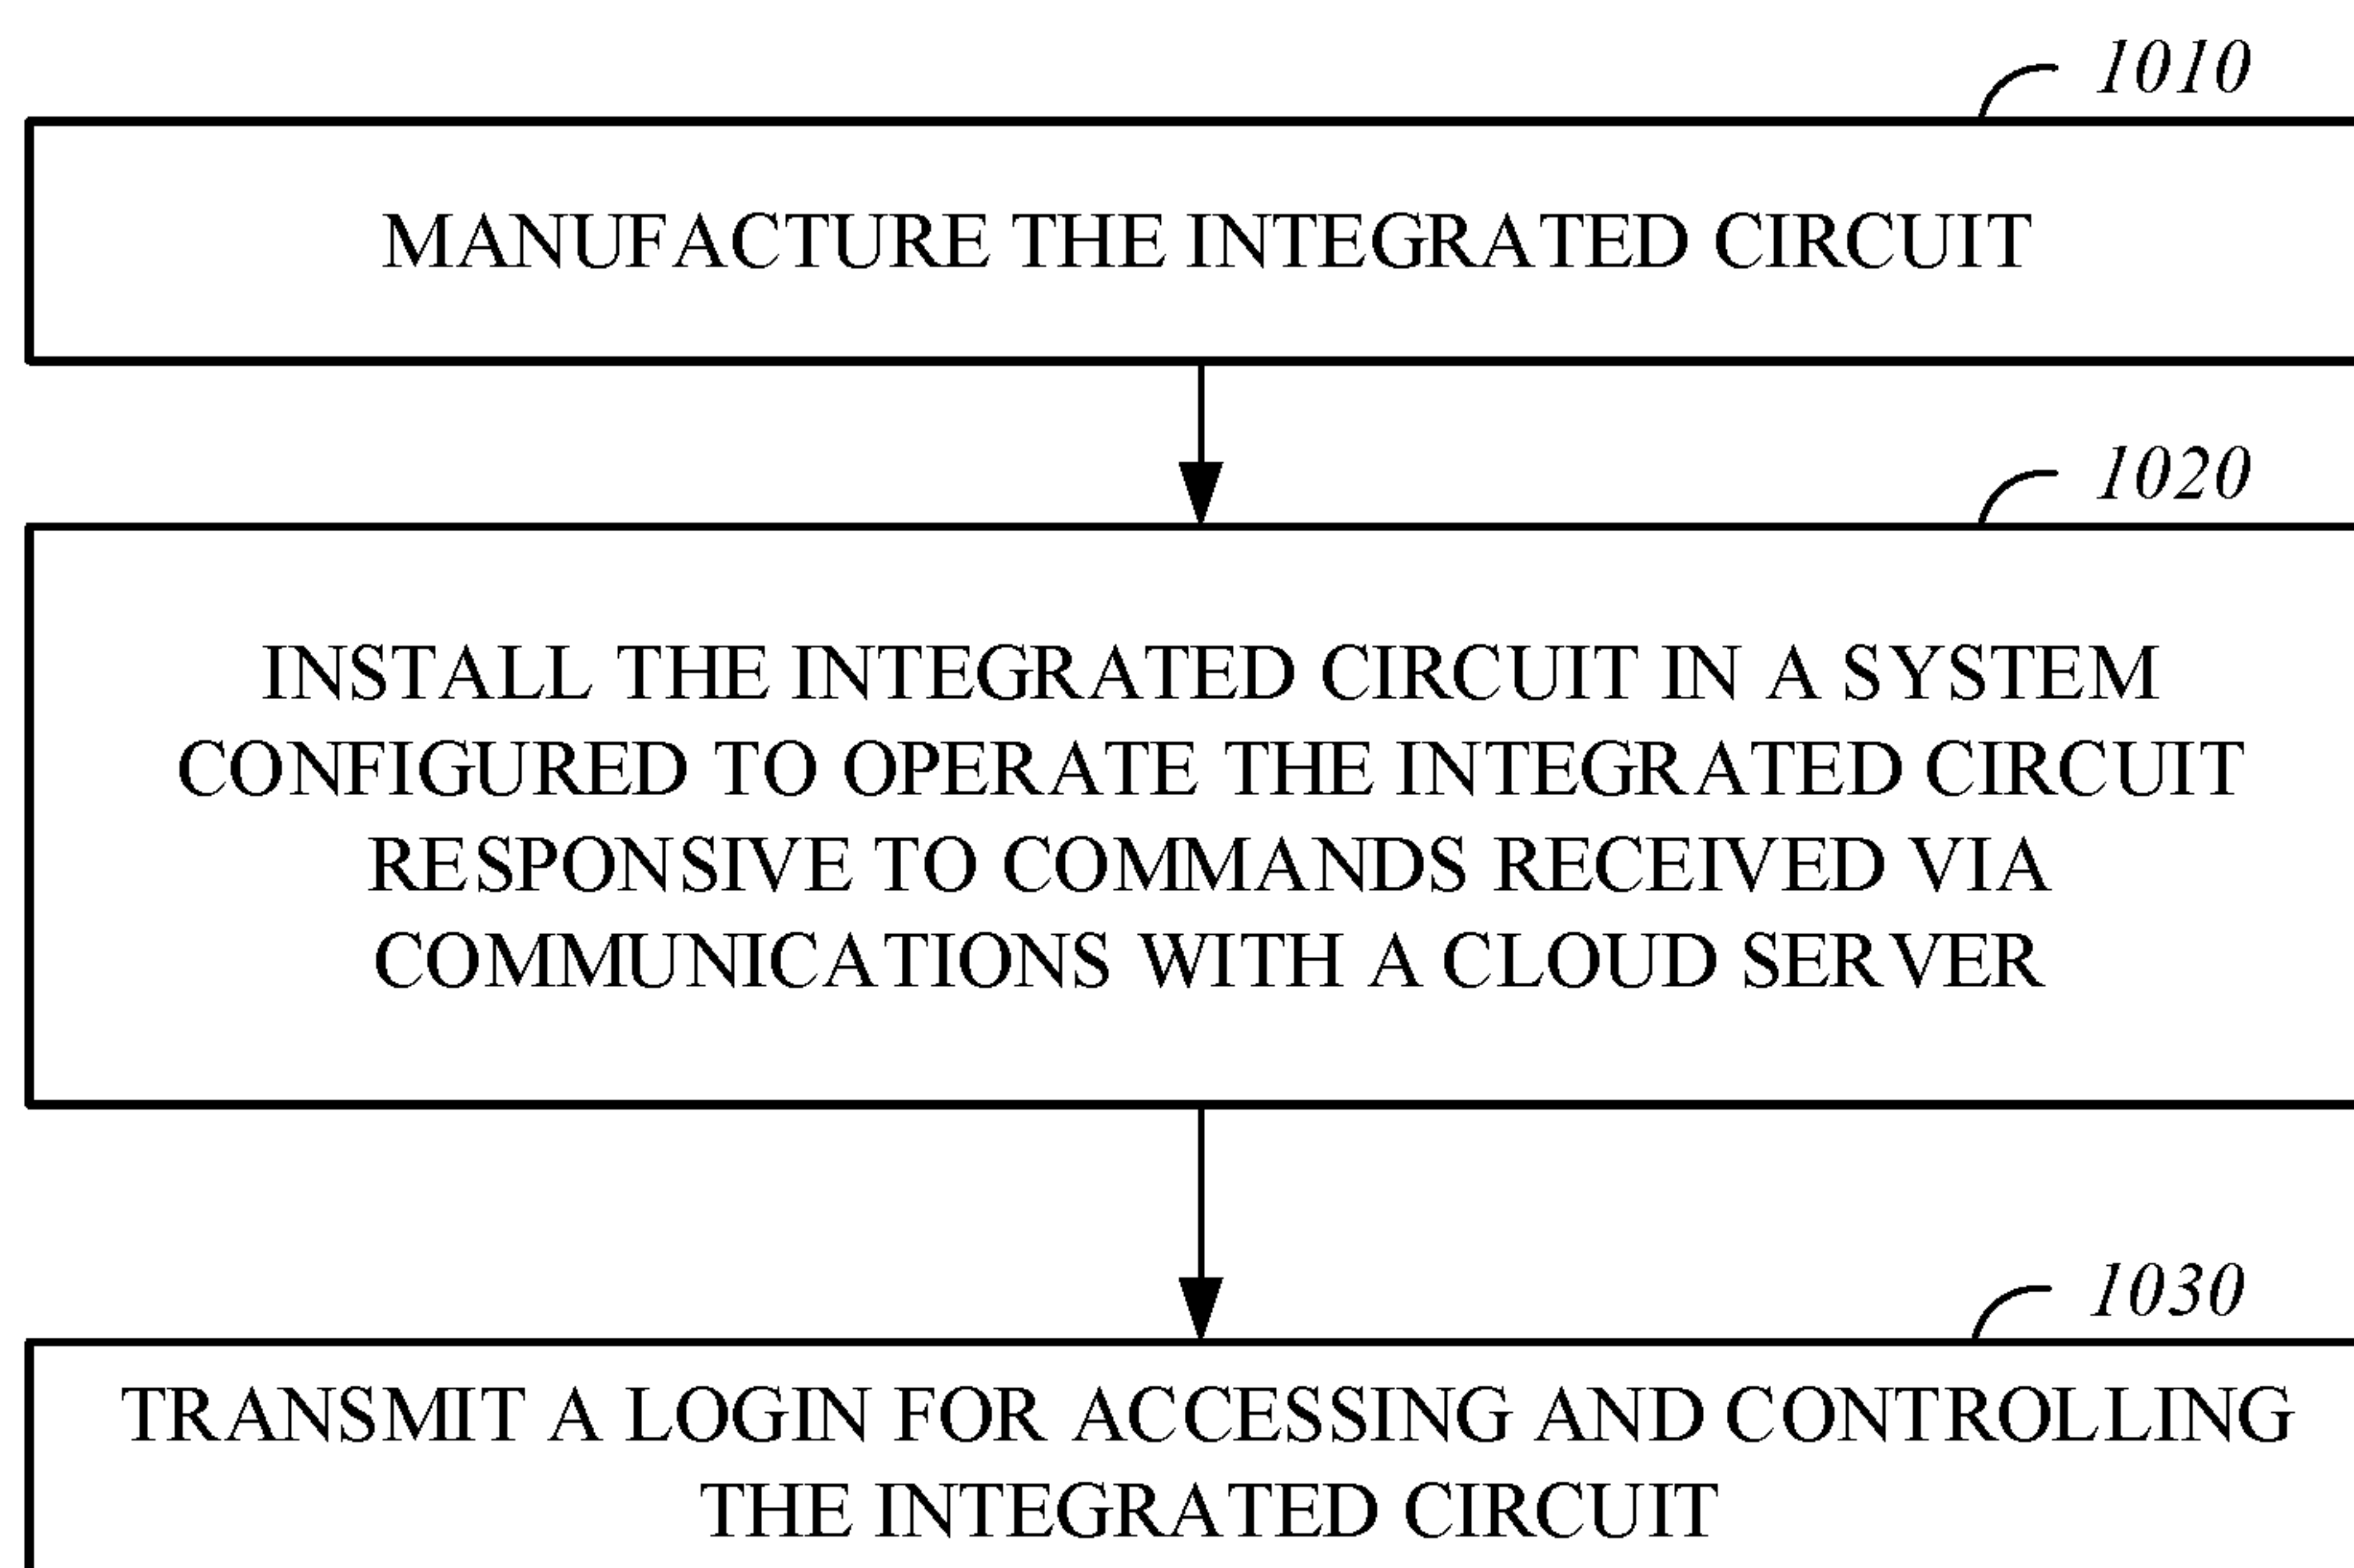 1010
MANUFACTURE THE INTEGRATED CIRCUIT
1020
INSTALL THE INTEGRATED CIRCUIT IN A SYSTEM
CONFIGURED TO OPERATE THE INTEGRATED CIRCUIT
RESPONSIVE TO COMMANDS RECEIVED VIA
COMMUNICATIONS WITH A CLOUD SERVER
1030
TRANSMIT A LOGIN FOR ACCESSING AND CONTROLLING
THE INTEGRATED CIRCUIT